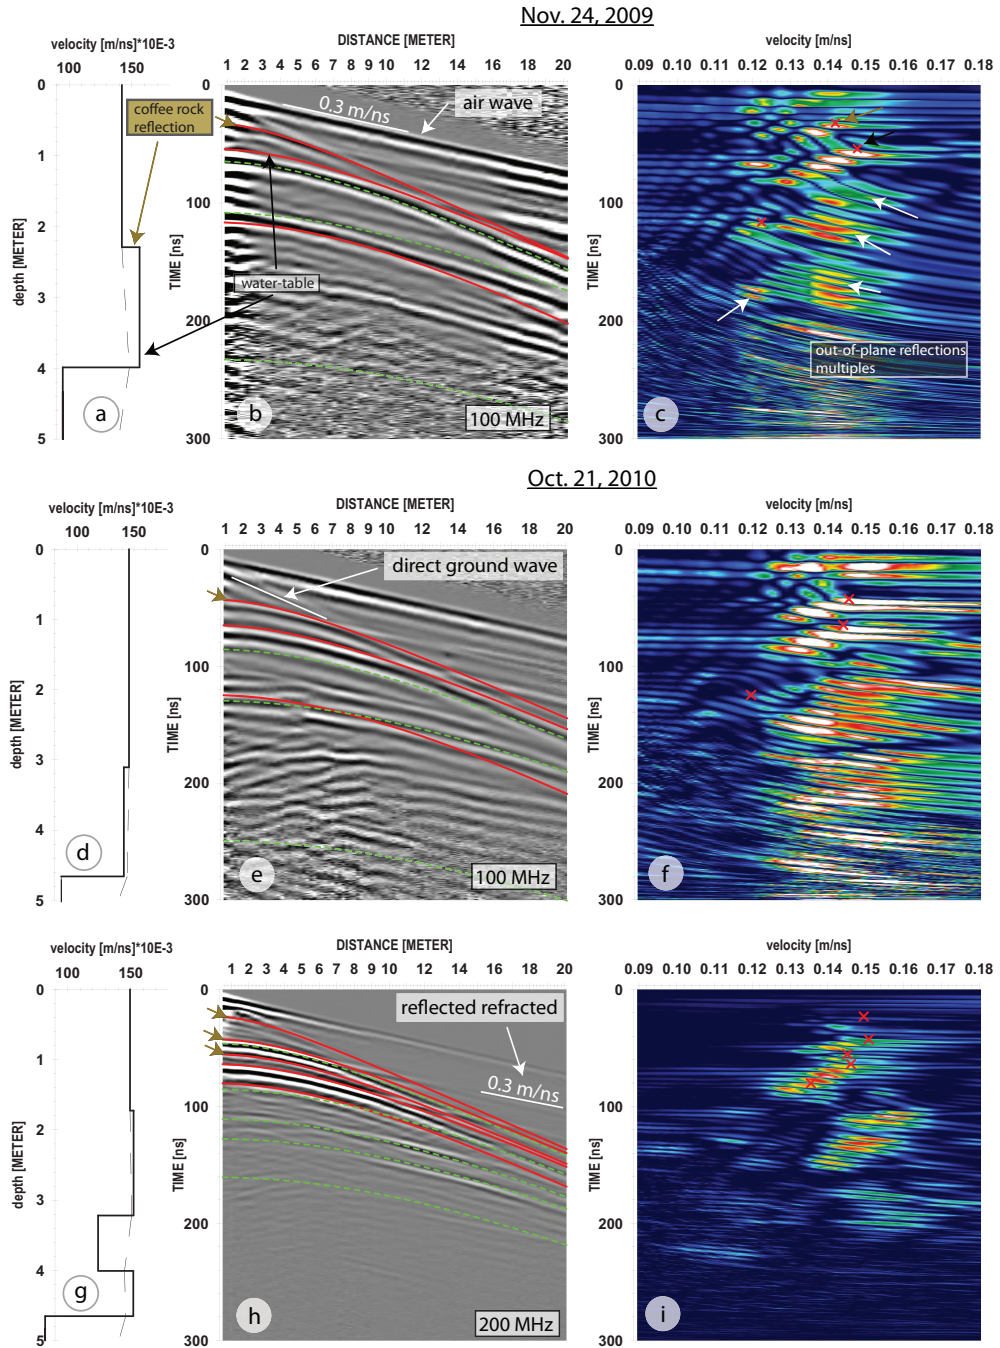 Nov. 24, 2009
velocity [m/ns]*10E-3
100 150
DISTANCE [METER]
1 2 3 4 5 6 7 8 9 10 12 14 16 18 20
velocity [m/ns]
0.09 0.10 0.11 0.12 0.13 0.14 0.15 0.16 0.17 0.18
depth [METER]
0
1
2
3
4
5
coffee rock
reflection
a
TIME [ns]
0
100
200
300
0.3 m/ns
air wave
water-table
b
100 MHz
TIME [ns]
0
100
200
300
out-of-plane reflections
multiples
c
Oct. 21, 2010
velocity [m/ns]*10E-3
100 150
DISTANCE [METER]
1 2 3 4 5 6 7 8 9 10 12 14 16 18 20
velocity [m/ns]
0.09 0.10 0.11 0.12 0.13 0.14 0.15 0.16 0.17 0.18
depth [METER]
0
1
2
3
4
5
d
TIME [ns]
0
100
200
300
direct ground wave
e
100 MHz
TIME [ns]
0
100
200
300
f
velocity [m/ns]*10E-3
100 150
DISTANCE [METER]
1 2 3 4 5 6 7 8 9 10 12 14 16 18 20
velocity [m/ns]
0.09 0.10 0.11 0.12 0.13 0.14 0.15 0.16 0.17 0.18
depth [METER]
0
1
2
3
4
5
g
TIME [ns]
0
100
200
300
reflected refracted
0.3 m/ns
h
200 MHz
TIME [ns]
0
100
200
300
i